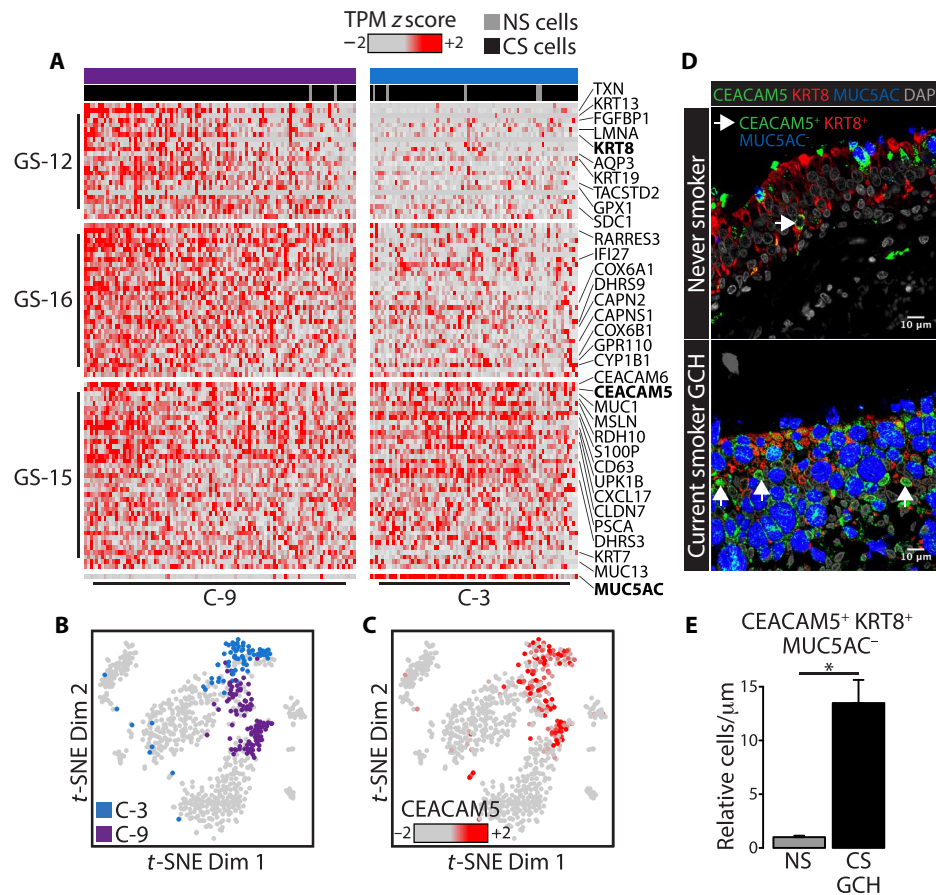 TPM z score
−2 +2
NS cells
CS cells
A
TXN
KRT13
FGFBP1
LMNA
KRT8
AQP3
KRT19
TACSTD2
GPX1
SDC1
RARRES3
IFI27
COX6A1
DHRS9
CAPN2
CAPNS1
COX6B1
GPR110
CYP1B1
CEACAM6
CEACAM5
MUC1
MSLN
RDH10
S100P
CD63
UPK1B
CXCL17
CLDN7
PSCA
DHRS3
KRT7
MUC13
MUC5AC
GS-12
GS-16
GS-15
C-9 C-3
D
CEACAM5 KRT8 MUC5AC DAPI
CEACAM5⁺ KRT8⁺
MUC5AC⁻
Never smoker
10 µm
Current smoker GCH
10 µm
B
t-SNE Dim 2
C-3
C-9
t-SNE Dim 1
C
t-SNE Dim 2
CEACAM5
−2 +2
t-SNE Dim 1
E
CEACAM5⁺ KRT8⁺
MUC5AC⁻
*
Relative cells/µm
15
10
5
0
NS CS
GCH